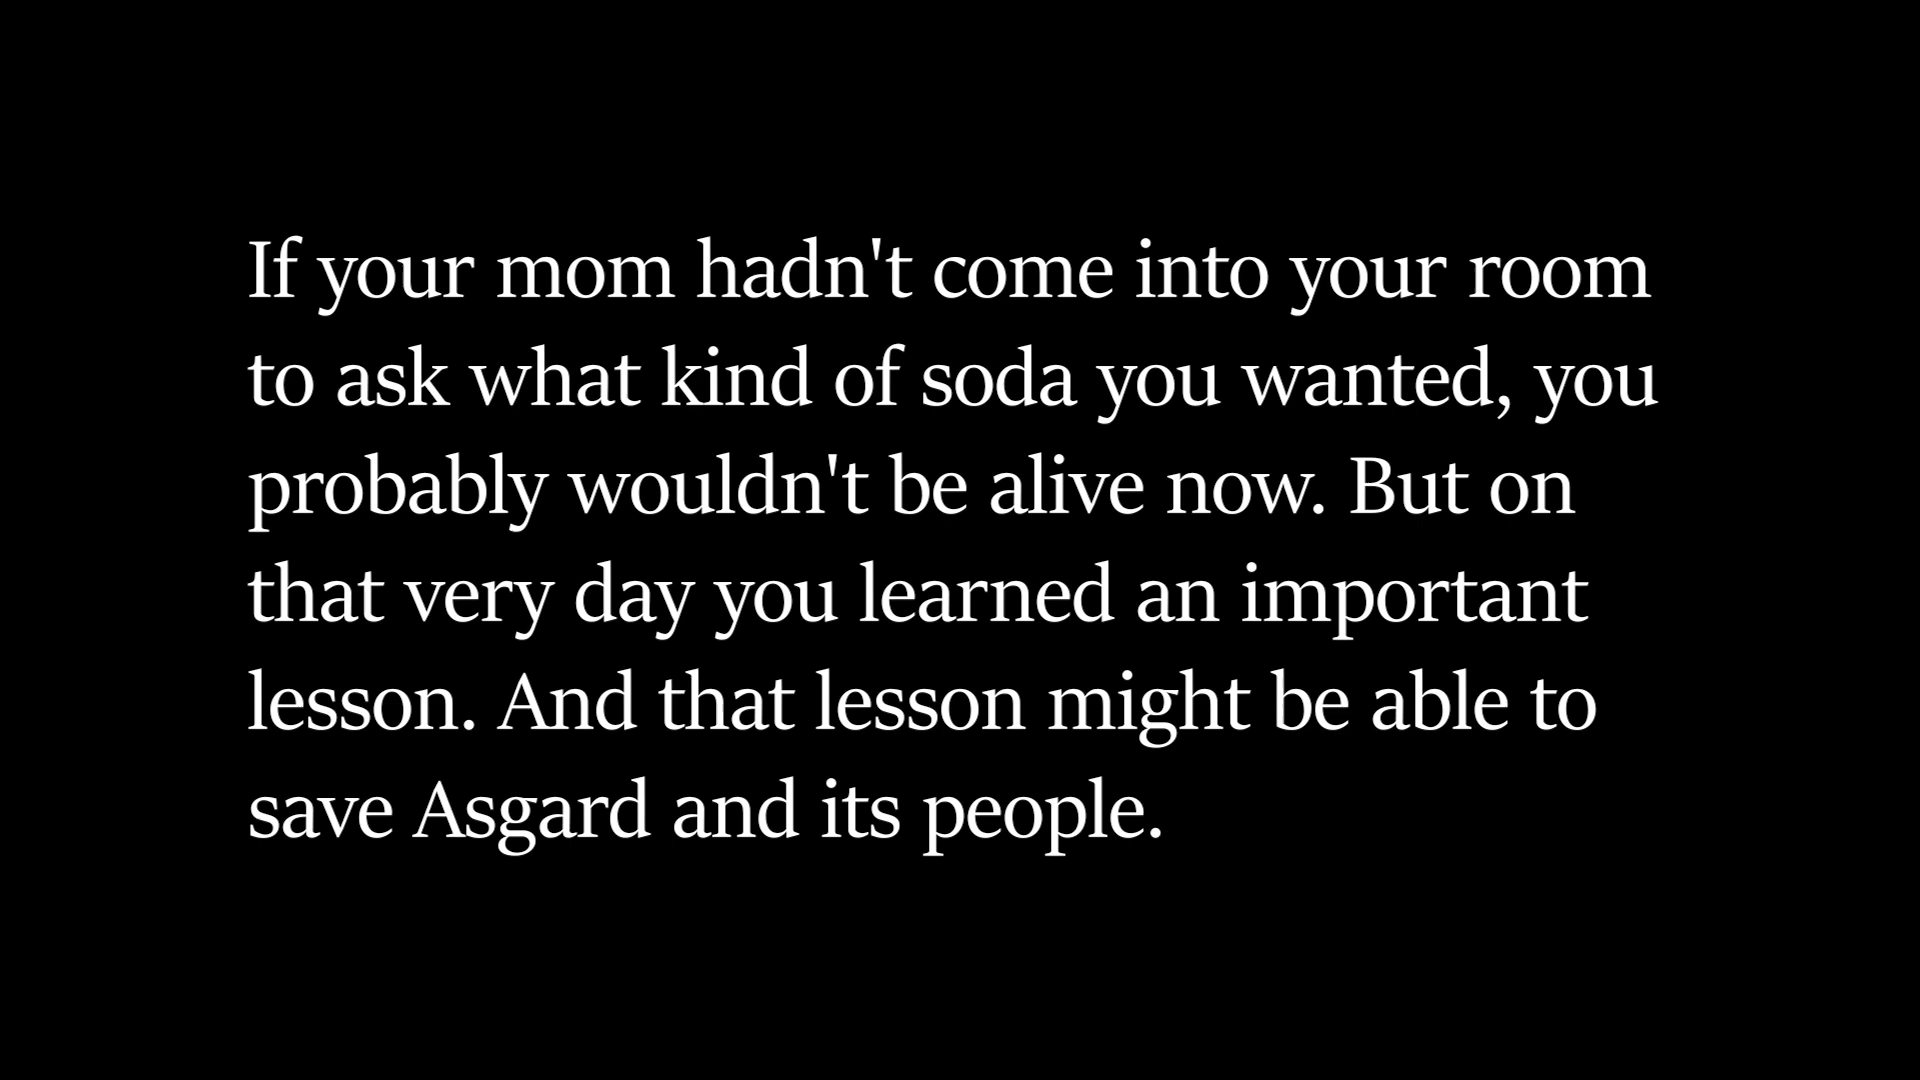 If your mom hadn't come into your room
to ask what kind of soda you wanted, you
probably wouldn't be alive now. But on
that very day you learned an important
lesson. And that lesson might be able to
save Asgard and its people.